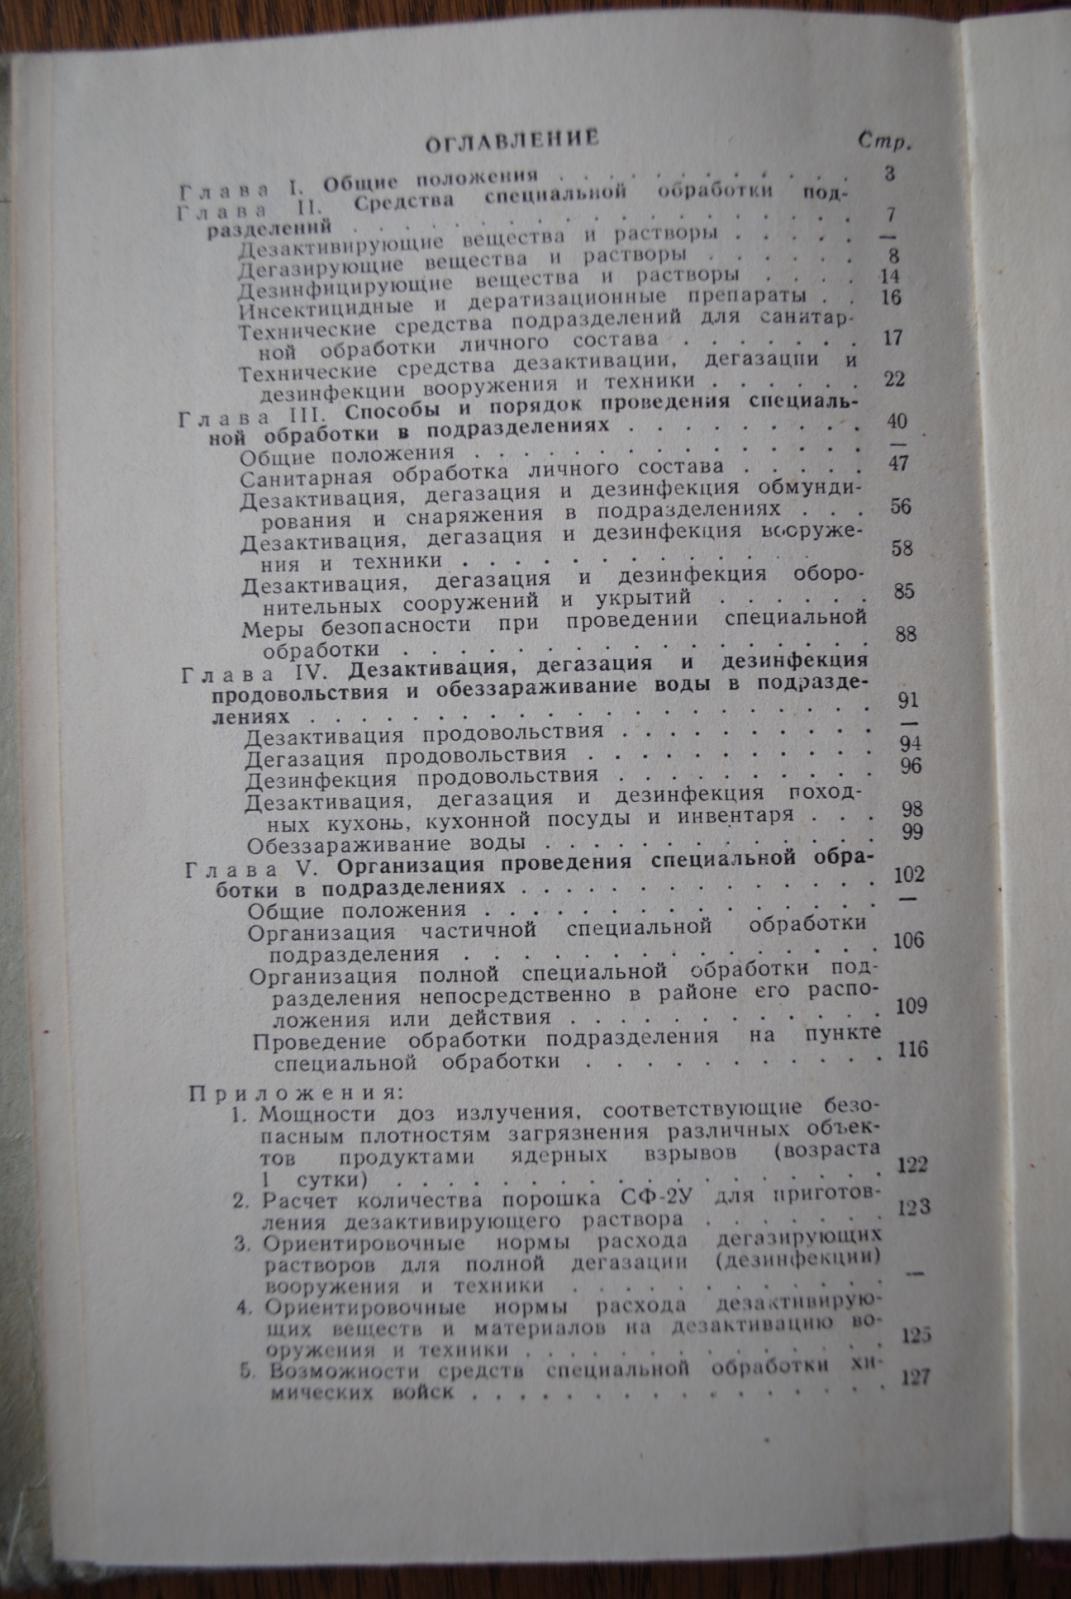 ОГЛАВЛЕНИЕ
Стр.
Глава I. Общие положения . . . . . . . . . . . . 3
Глава II. Средства специальной обработки под-
разделений . . . . . . . . . . . . . . . . . . 7
Дезактивирующие вещества и растворы . . . . . —
Дегазирующие вещества и растворы . . . . . . 8
Дезинфицирующие вещества и растворы . . . . 14
Инсектицидные и дератизационные препараты . . 16
Технические средства подразделений для санитар-
ной обработки личного состава . . . . . . . 17
Технические средства дезактивации, дегазации и
дезинфекции вооружения и техники . . . . . . 22
Глава III. Способы и порядок проведения специаль-
ной обработки в подразделениях . . . . . . . . . 40
Общие положения . . . . . . . . . . . . . . . —
Санитарная обработка личного состава . . . . . 47
Дезактивация, дегазация и дезинфекция обмунди-
рования и снаряжения в подразделениях . . . 56
Дезактивация, дегазация и дезинфекция вооруже-
ния и техники . . . . . . . . . . . . 58
Дезактивация, дегазация и дезинфекция оборо-
нительных сооружений и укрытий . . . . . . 85
Меры безопасности при проведении специальной
обработки . . . . . . . . . . . . . . . . . 88
Глава IV. Дезактивация, дегазация и дезинфекция
продовольствия и обеззараживание воды в подразде-
лениях . . . . . . . . . . . . . . . . . . . . . 91
Дезактивация продовольствия . . . . . . . . . . —
Дегазация продовольствия . . . . . . . . . . . 94
Дезинфекция продовольствия . . . . . . . . . . 96
Дезактивация, дегазация и дезинфекция поход-
ных кухонь, кухонной посуды и инвентаря . . . 98
Обеззараживание воды . . . . . . . . . . . . 99
Глава V. Организация проведения специальной обра-
ботки в подразделениях . . . . . . . . . . . . . 102
Общие положения . . . . . . . . . . . . . . . —
Организация частичной специальной обработки
подразделения . . . . . . . . . . . . . . . 106
Организация полной специальной обработки под-
разделения непосредственно в районе его распо-
ложения или действия . . . . . . . . . . . . 109
Проведение обработки подразделения на пункте
специальной обработки . . . . . . . . . . . 116
Приложения:
1. Мощности доз излучения, соответствующие безо-
пасным плотностям загрязнения различных объек-
тов продуктами ядерных взрывов (возраста
1 сутки) . . . . . . . . . . . . . . . . . . . 122
2. Расчет количества порошка СФ-2У для приготов-
ления дезактивирующего раствора . . . . . . . 123
3. Ориентировочные нормы расхода дегазирующих
растворов для полной дегазации (дезинфекции)
вооружения и техники . . . . . . . . . . . —
4. Ориентировочные нормы расхода дезактивирую-
щих веществ и материалов на дезактивацию во-
оружения и техники . . . . . . . . . . . . . 125
5. Возможности средств специальной обработки хи-
мических войск . . . . . . . . . . . . . . . 127